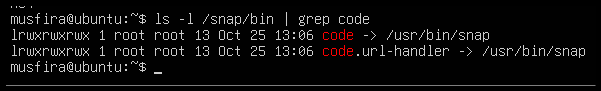 musfira@ubuntu:~$ ls -l /snap/bin | grep code
lrwxrwxrwx 1 root root 13 Oct 25 13:06 code -> /usr/bin/snap
lrwxrwxrwx 1 root root 13 Oct 25 13:06 code.url-handler -> /usr/bin/snap
musfira@ubuntu:~$ _